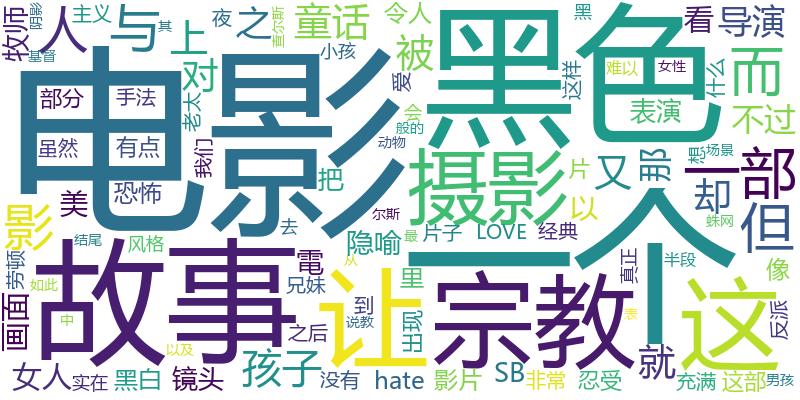 牧师 人 与 主义 其 阴影 基督 夜 之 上 对 查尔斯 童话 小孩 令人 被 爱 黑 这样 难以 女性 看 导演 什么 而
电影 黑色 表演 不过
部分 手法 老太 虽然 有点 我们 会 般的 动物
恐怖 把 摄影 片 又 那 想 场景 一部
美 以 却 但 蛛网
影 去 尔斯 最 一个
结尾 风格 隐喻 片子 LOVE 经典 真正 半段 像
劳顿 如此 故事 電 从 里 宗教 这
画面 中 兄妹 让 到 说教 出现 反派
以及 之后 就 表
女人 实在 黑白 镜头 孩子 没有 hate 影片 SB 非常 忍受 充满 这部 男孩